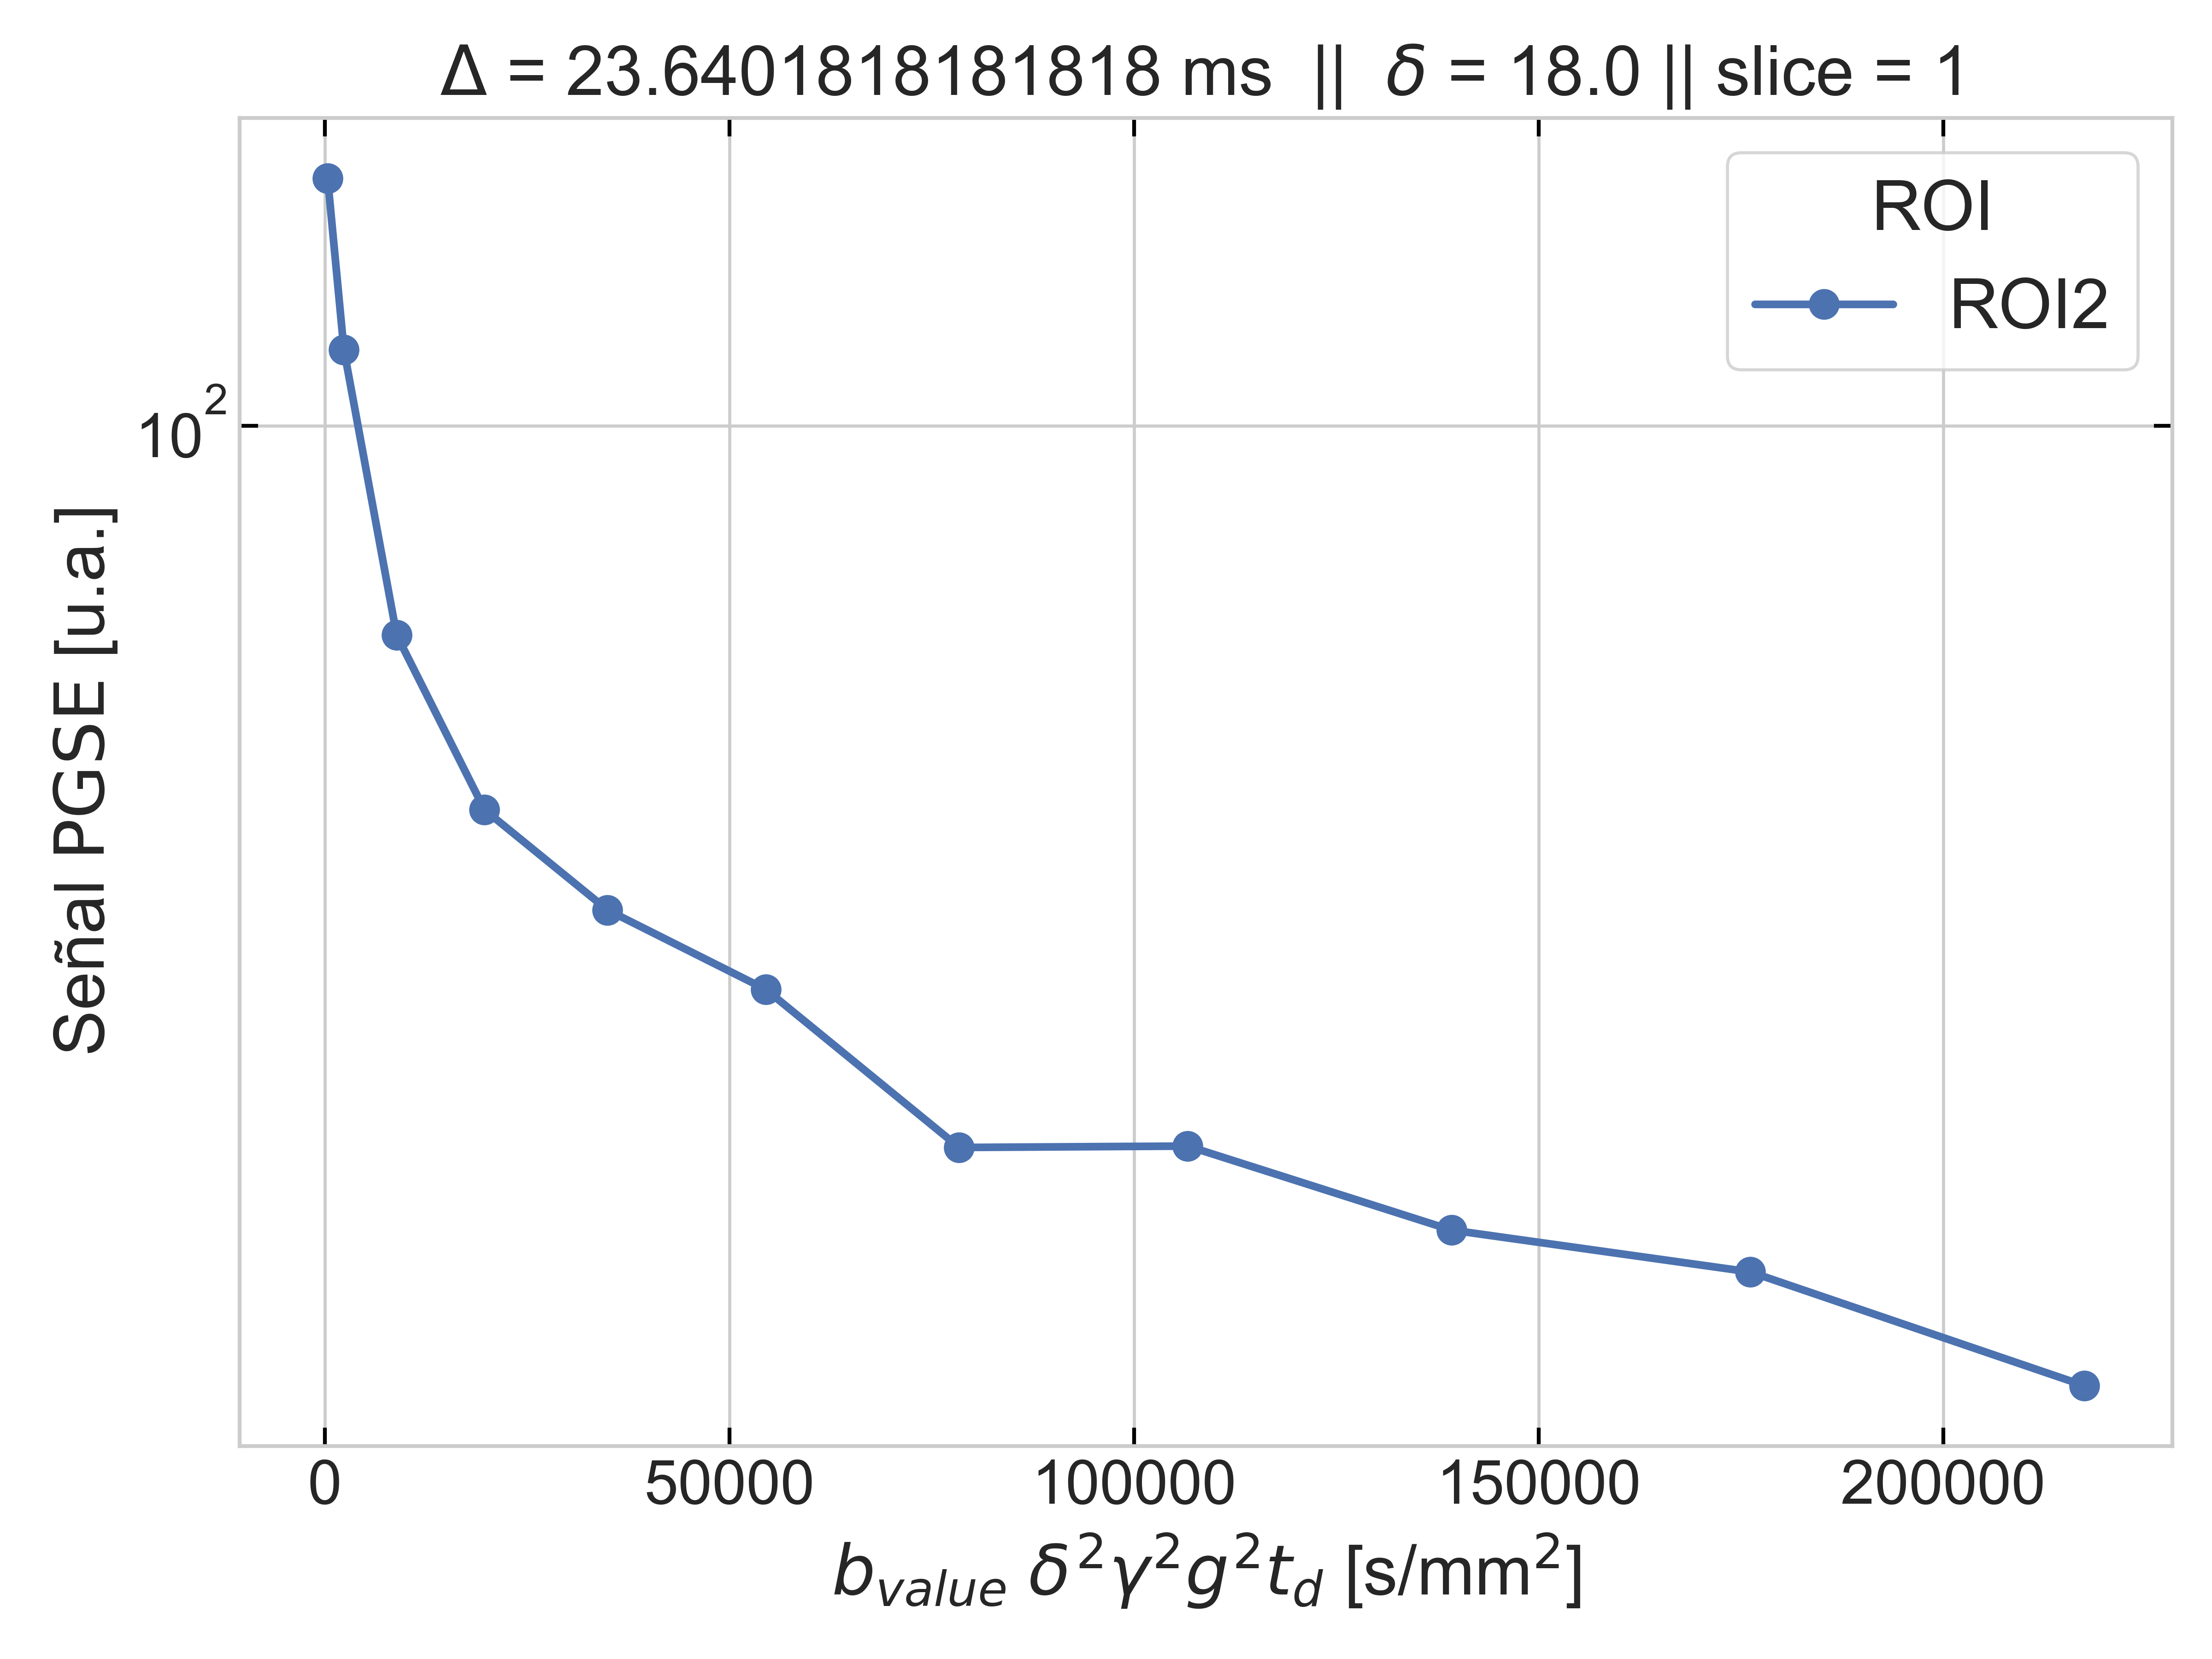 Δ = 23.64018181818181818 ms || δ = 18.0 || slice = 1
ROI
ROI2
10²
Señal PGSE [u.a.]
0 50000 100000 150000 200000
b_value δ²γ²g²t_d [s/mm²]